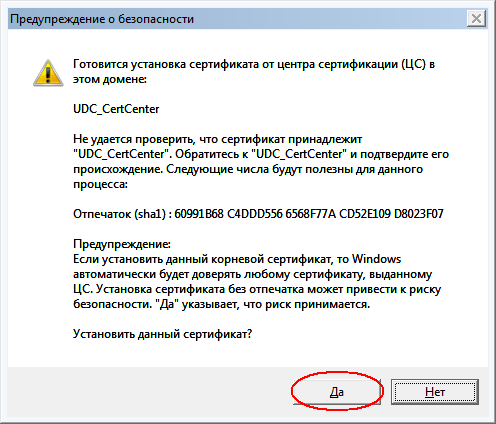 Предупреждение о безопасности
Готовится установка сертификата от центра сертификации (ЦС) в
этом домене:
UDC_CertCenter
Не удается проверить, что сертификат принадлежит
"UDC_CertCenter". Обратитесь к "UDC_CertCenter" и подтвердите его
происхождение. Следующие числа будут полезны для данного
процесса:
Отпечаток (sha1) : 60991B68 C4DDD556 6568F77A CD52E109 D8023F07
Предупреждение:
Если установить данный корневой сертификат, то Windows
автоматически будет доверять любому сертификату, выданному
ЦС. Установка сертификата без отпечатка может привести к риску
безопасности. "Да" указывает, что риск принимается.
Установить данный сертификат?
Да
Нет